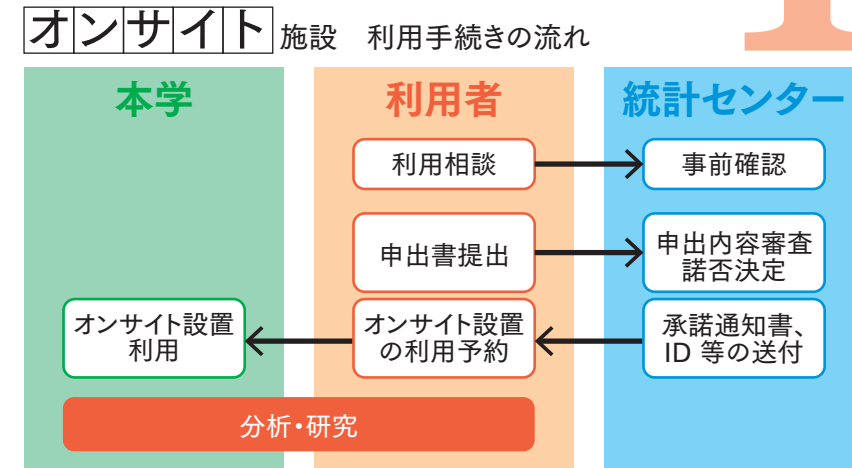 オンサイト施設 利用手続きの流れ
本学
利用者
統計センター
利用相談
事前確認
申出書提出
申出内容審査
諾否決定
オンサイト設置
利用
オンサイト設置
の利用予約
承諾通知書、
ID 等の送付
分析・研究